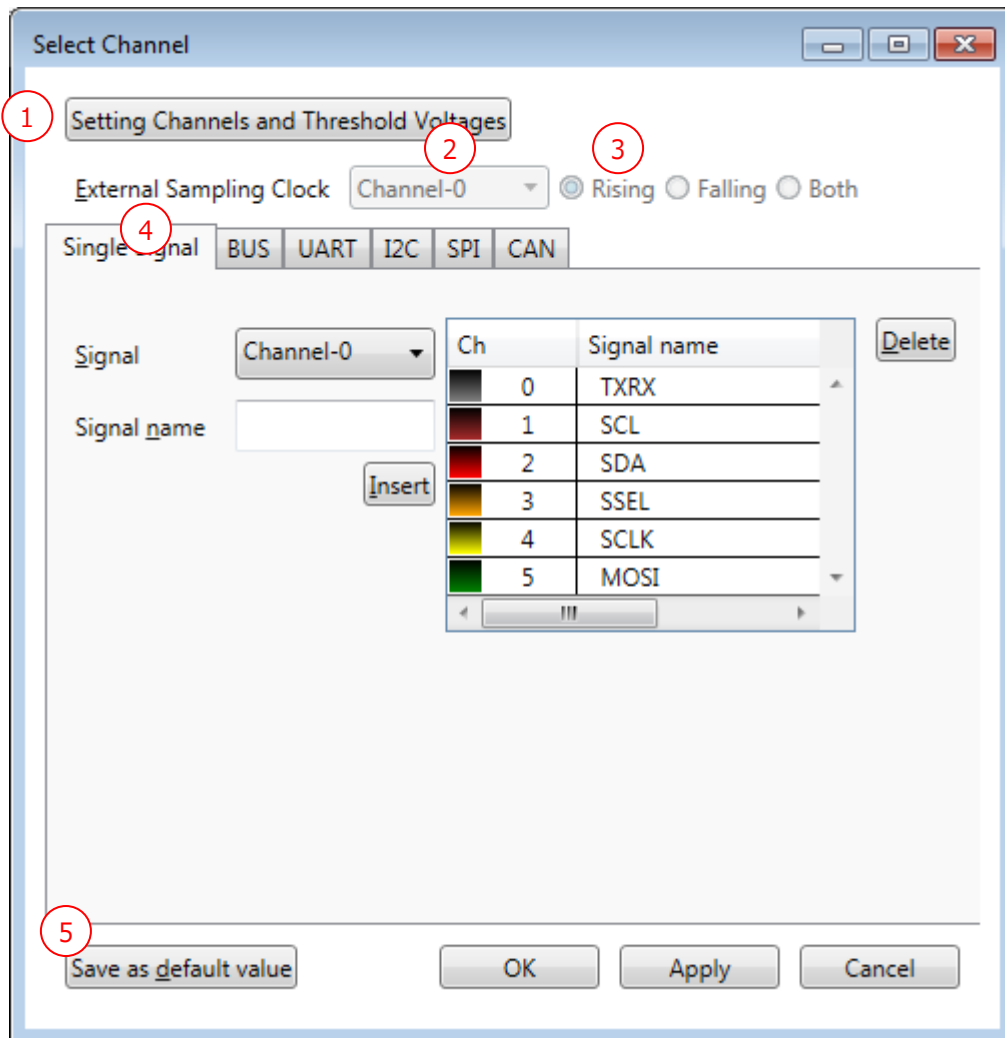 Select Channel
1 Setting Channels and Threshold Voltages
2 3
External Sampling Clock Channel-0 Rising Falling Both
4
Single Signal BUS UART I2C SPI CAN
Signal Channel-0 Ch Signal name Delete
0 TXRX
Signal name 1 SCL
2 SDA
Insert 3 SSEL
4 SCLK
5 MOSI
5
Save as default value OK Apply Cancel